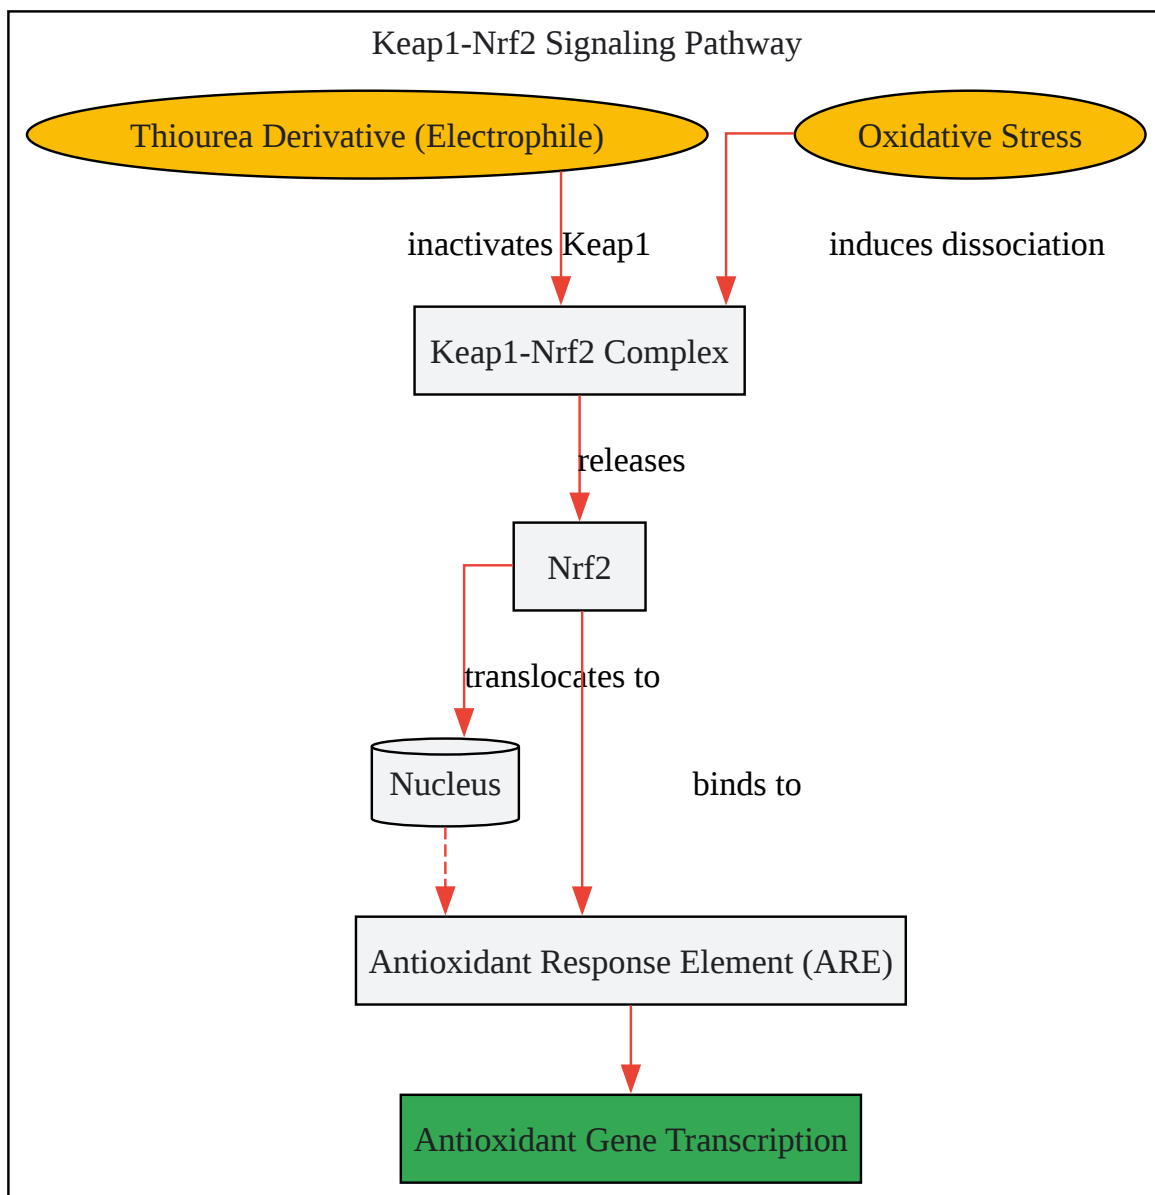 Keap1-Nrf2 Signaling Pathway
Thiourea Derivative (Electrophile)
Oxidative Stress
inactivates Keap1
induces dissociation
Keap1-Nrf2 Complex
releases
Nrf2
translocates to
Nucleus
binds to
Antioxidant Response Element (ARE)
Antioxidant Gene Transcription